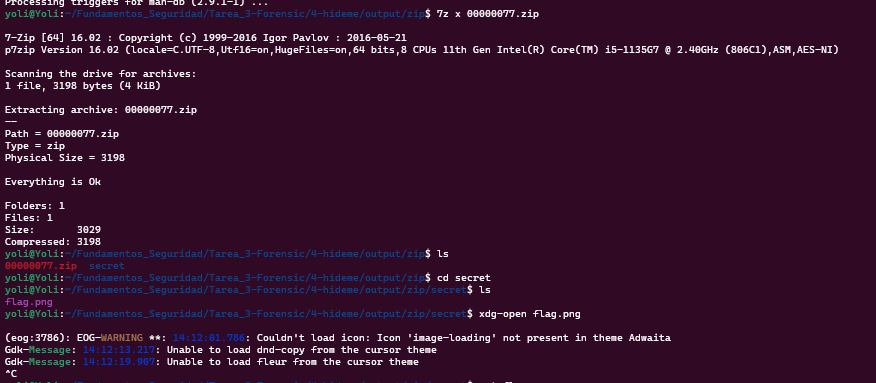 Processing triggers for man-db (2.9.1-1) ...
yoli@Yoli:~/Fundamentos_Seguridad/Tarea_3-Forensic/4-hideme/output/zip$ 7z x 00000077.zip
7-Zip [64] 16.02 : Copyright (c) 1999-2016 Igor Pavlov : 2016-05-21
p7zip Version 16.02 (locale=C.UTF-8,Utf16=on,HugeFiles=on,64 bits,8 CPUs 11th Gen Intel(R) Core(TM) i5-1135G7 @ 2.40GHz (806C1),ASM,AES-NI)
Scanning the drive for archives:
1 file, 3198 bytes (4 KiB)
Extracting archive: 00000077.zip
--
Path = 00000077.zip
Type = zip
Physical Size = 3198
Everything is Ok
Folders: 1
Files: 1
Size:       3029
Compressed: 3198
yoli@Yoli:~/Fundamentos_Seguridad/Tarea_3-Forensic/4-hideme/output/zip$ ls
00000077.zip  secret
yoli@Yoli:~/Fundamentos_Seguridad/Tarea_3-Forensic/4-hideme/output/zip$ cd secret
yoli@Yoli:~/Fundamentos_Seguridad/Tarea_3-Forensic/4-hideme/output/zip/secret$ ls
flag.png
yoli@Yoli:~/Fundamentos_Seguridad/Tarea_3-Forensic/4-hideme/output/zip/secret$ xdg-open flag.png
(eog:3786): EOG-WARNING **: 14:12:01.786: Couldn't load icon: Icon 'image-loading' not present in theme Adwaita
Gdk-Message: 14:12:13.217: Unable to load dnd-copy from the cursor theme
Gdk-Message: 14:12:19.907: Unable to load fleur from the cursor theme
^C